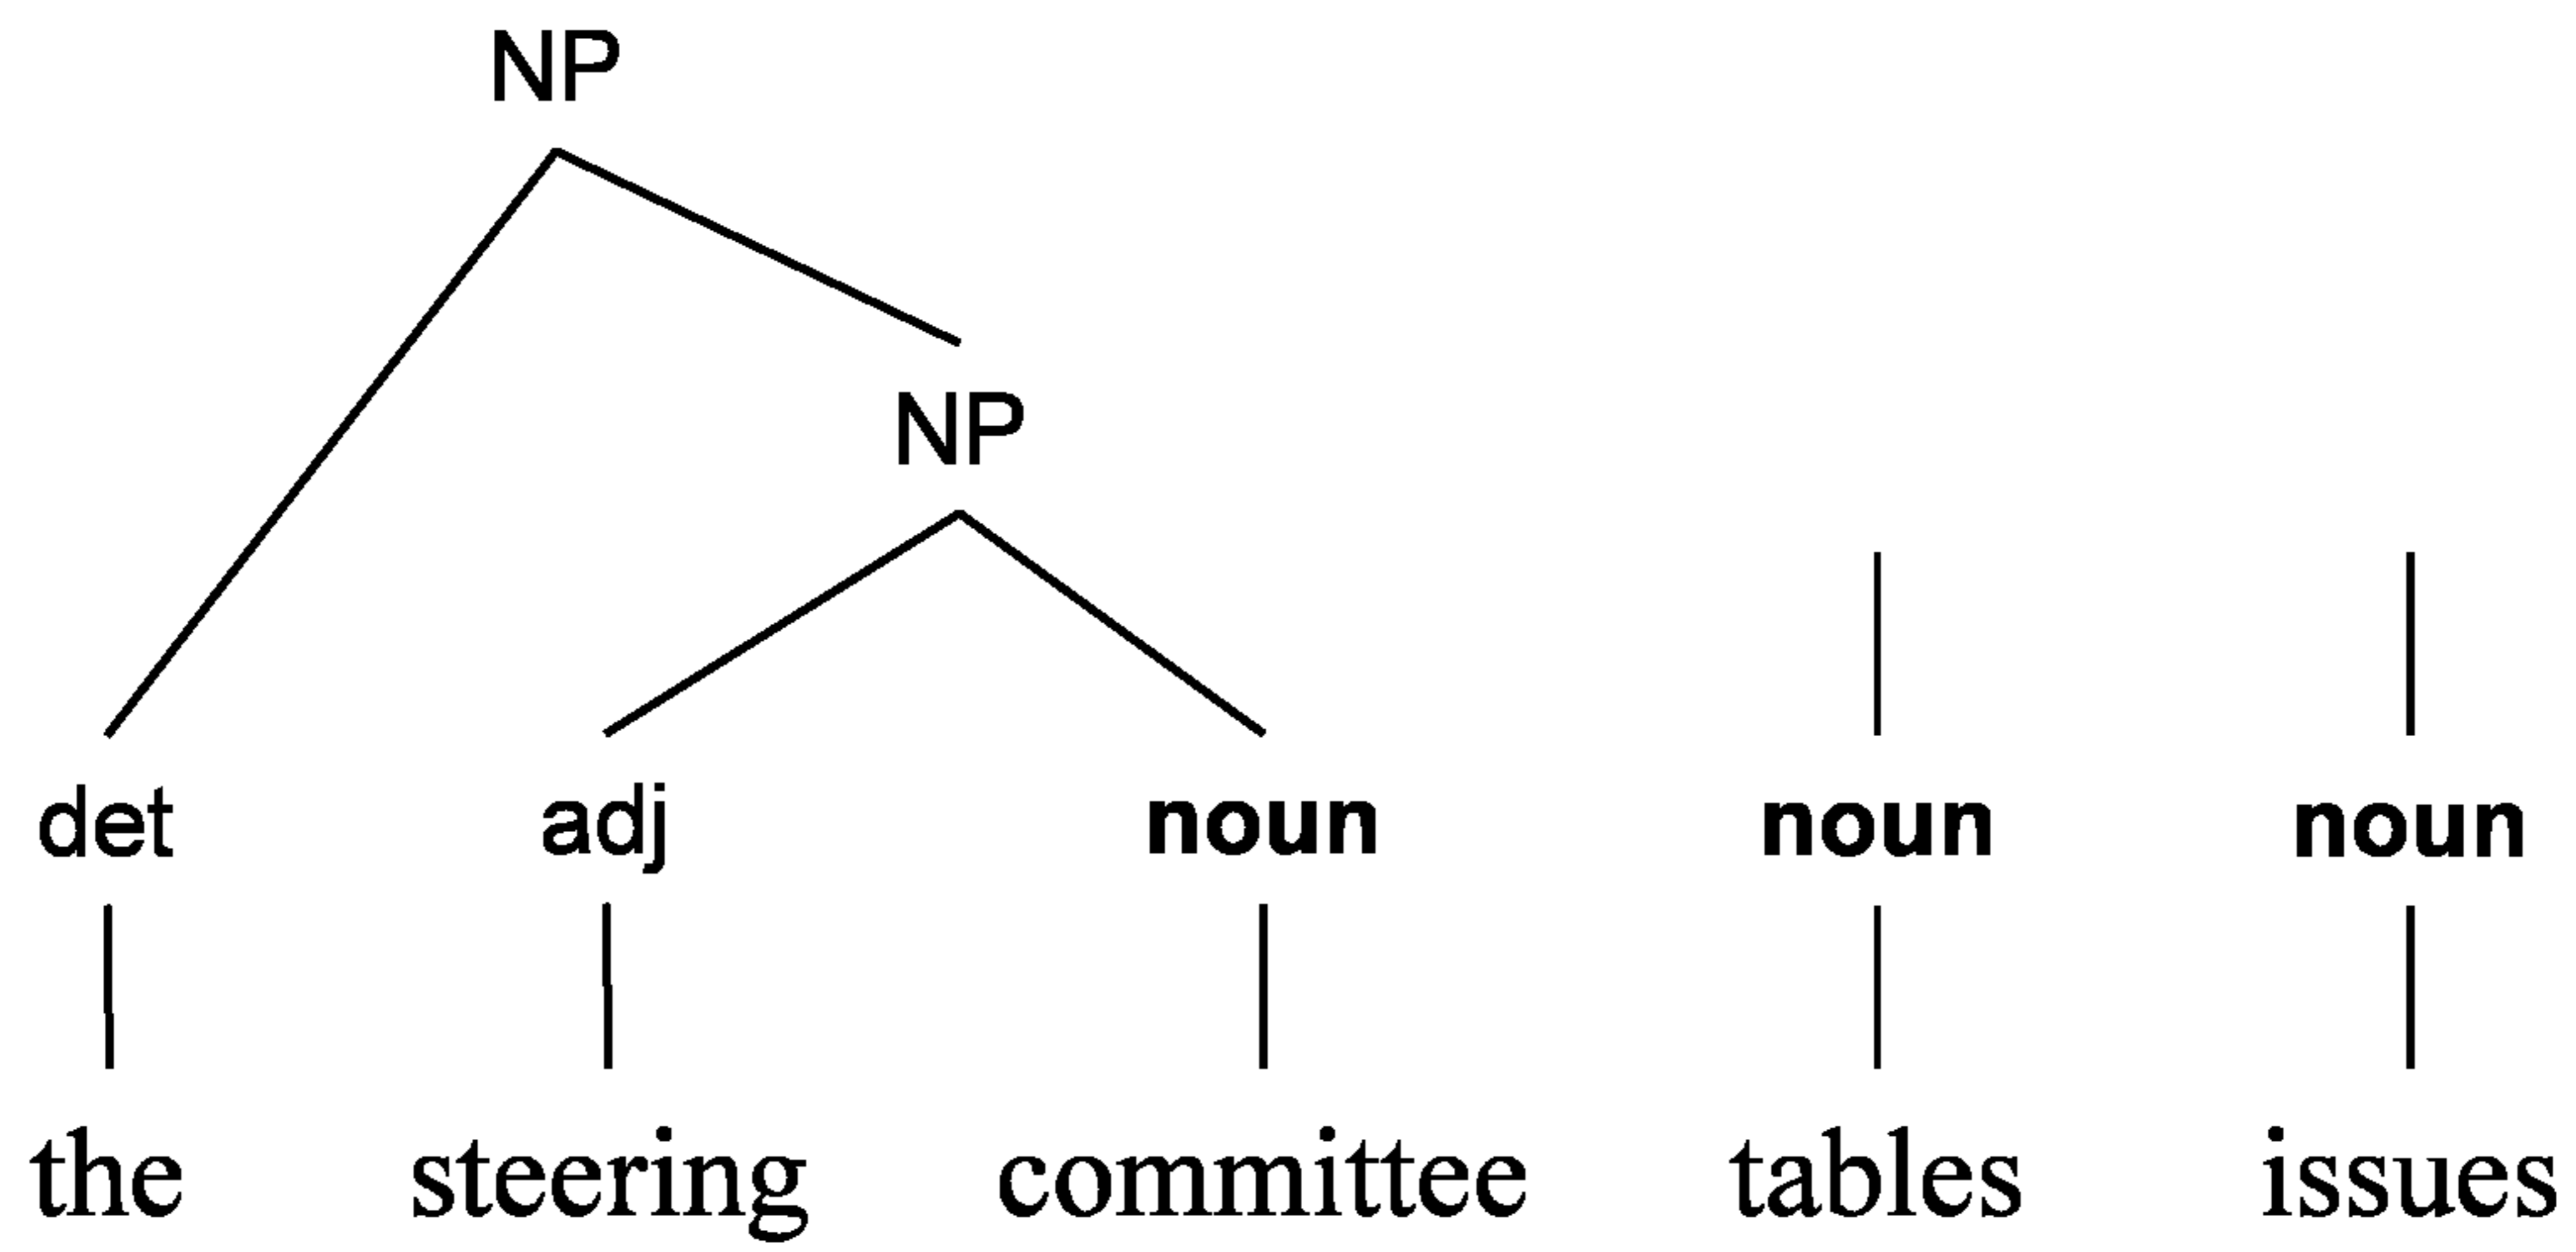 NP
NP
det adj noun noun noun
the steering committee tables issues